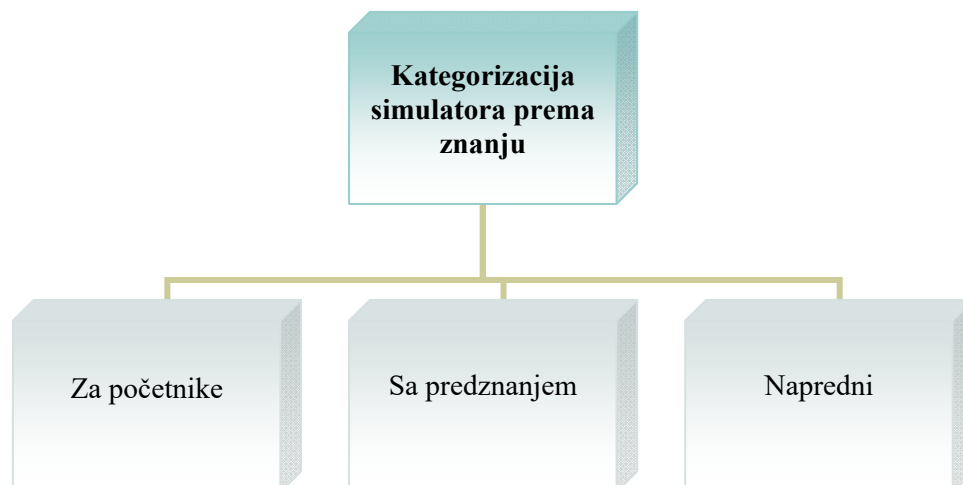 Kategorizacija
simulatora prema
znanju
Za početnike
Sa predznanjem
Napredni